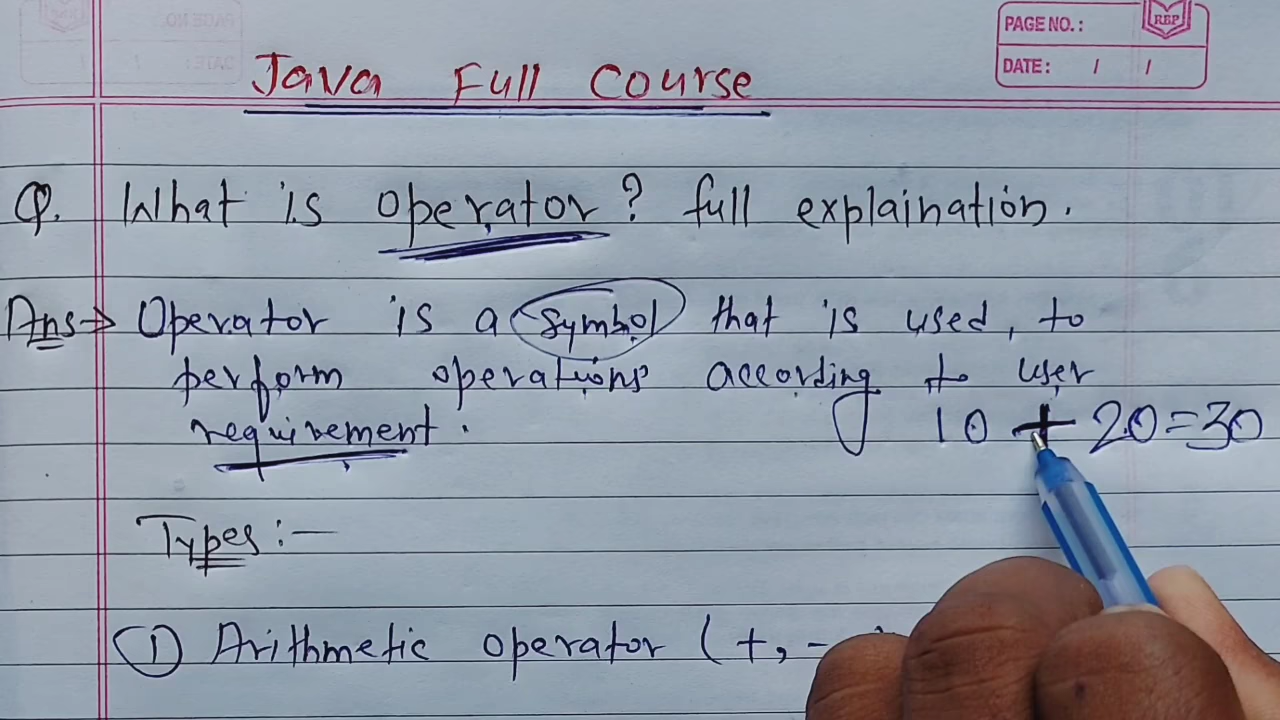 PAGE NO.:
RBP
DATE: / /
Java Full Course
Q. What is operator? full explaination.
Ans→ Operator is a symbol that is used, to
perform operations according to user
requirement.
10 + 20=30
Types:—
① Arithmetic operator (+, -